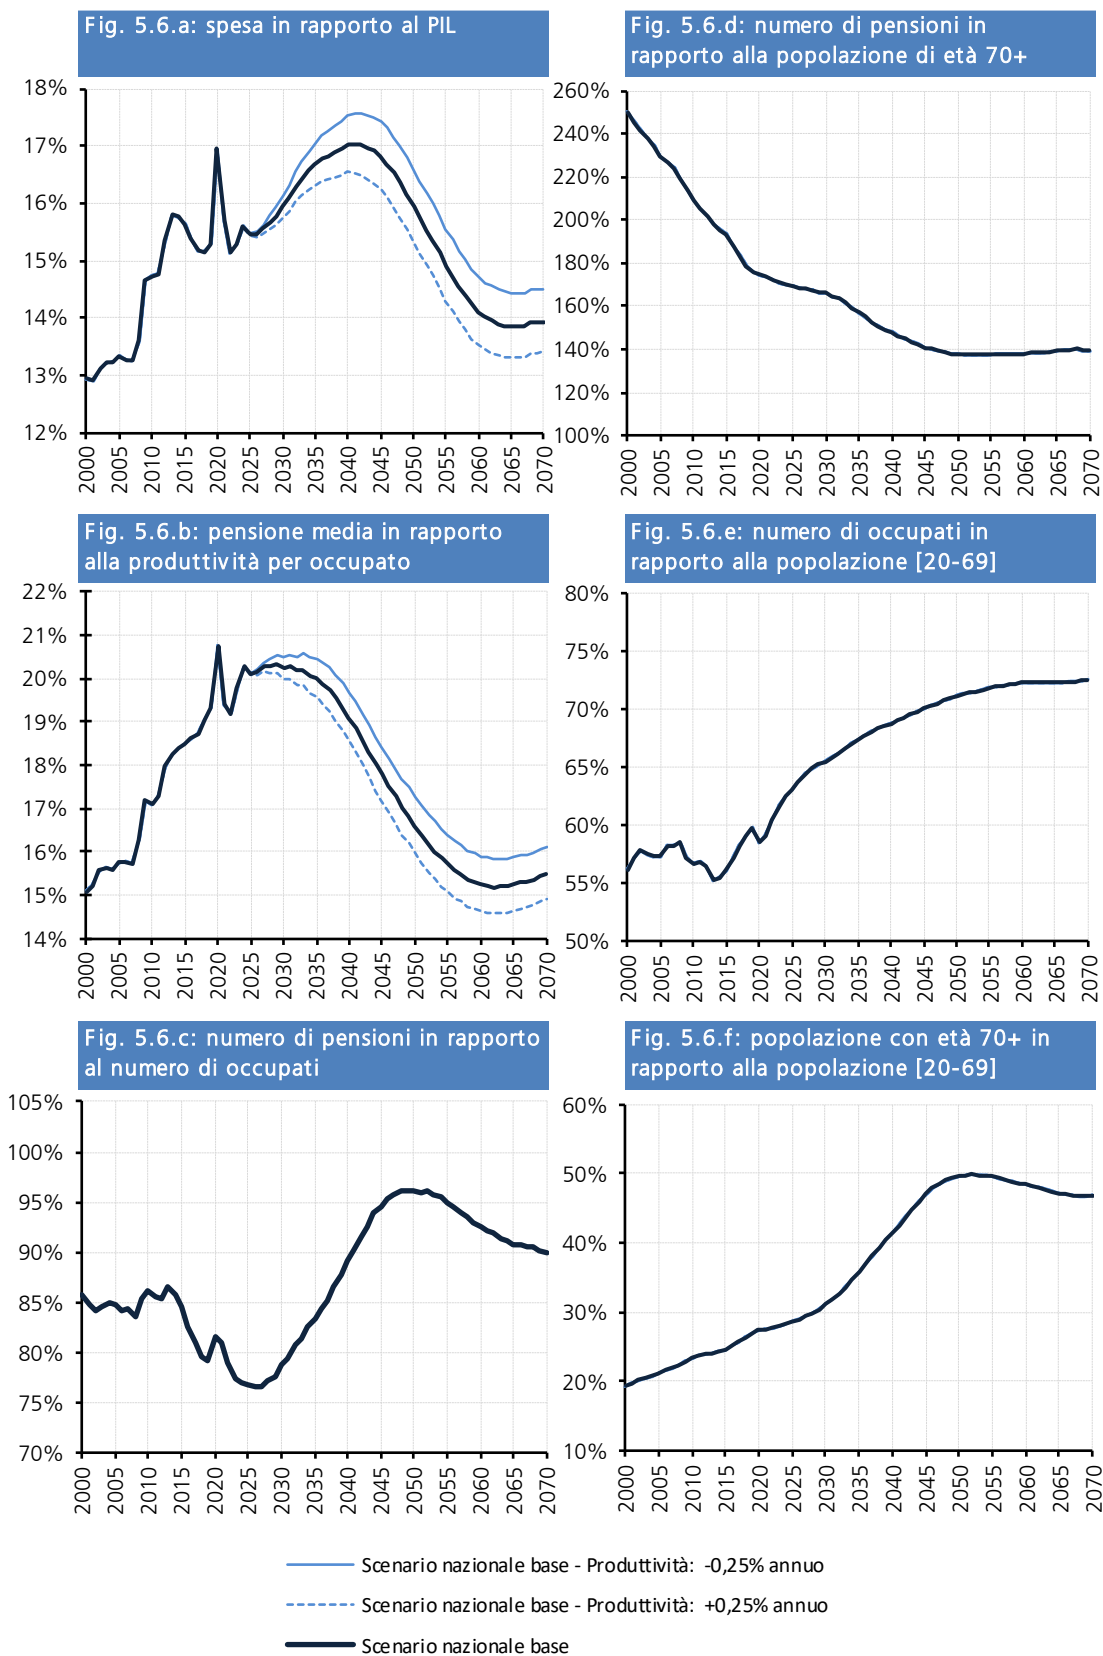 Fig. 5.6.a: spesa in rapporto al PIL
18%
17%
16%
15%
14%
13%
12%
2000 2005 2010 2015 2020 2025 2030 2035 2040 2045 2050 2055 2060 2065 2070
Fig. 5.6.d: numero di pensioni in
rapporto alla popolazione di età 70+
260%
240%
220%
200%
180%
160%
140%
120%
100%
2000 2005 2010 2015 2020 2025 2030 2035 2040 2045 2050 2055 2060 2065 2070
Fig. 5.6.b: pensione media in rapporto
alla produttività per occupato
22%
21%
20%
19%
18%
17%
16%
15%
14%
2000 2005 2010 2015 2020 2025 2030 2035 2040 2045 2050 2055 2060 2065 2070
Fig. 5.6.e: numero di occupati in
rapporto alla popolazione [20-69]
80%
75%
70%
65%
60%
55%
50%
2000 2005 2010 2015 2020 2025 2030 2035 2040 2045 2050 2055 2060 2065 2070
Fig. 5.6.c: numero di pensioni in rapporto
al numero di occupati
105%
100%
95%
90%
85%
80%
75%
70%
2000 2005 2010 2015 2020 2025 2030 2035 2040 2045 2050 2055 2060 2065 2070
Fig. 5.6.f: popolazione con età 70+ in
rapporto alla popolazione [20-69]
60%
50%
40%
30%
20%
10%
2000 2005 2010 2015 2020 2025 2030 2035 2040 2045 2050 2055 2060 2065 2070
Scenario nazionale base - Produttività: -0,25% annuo
Scenario nazionale base - Produttività: +0,25% annuo
Scenario nazionale base